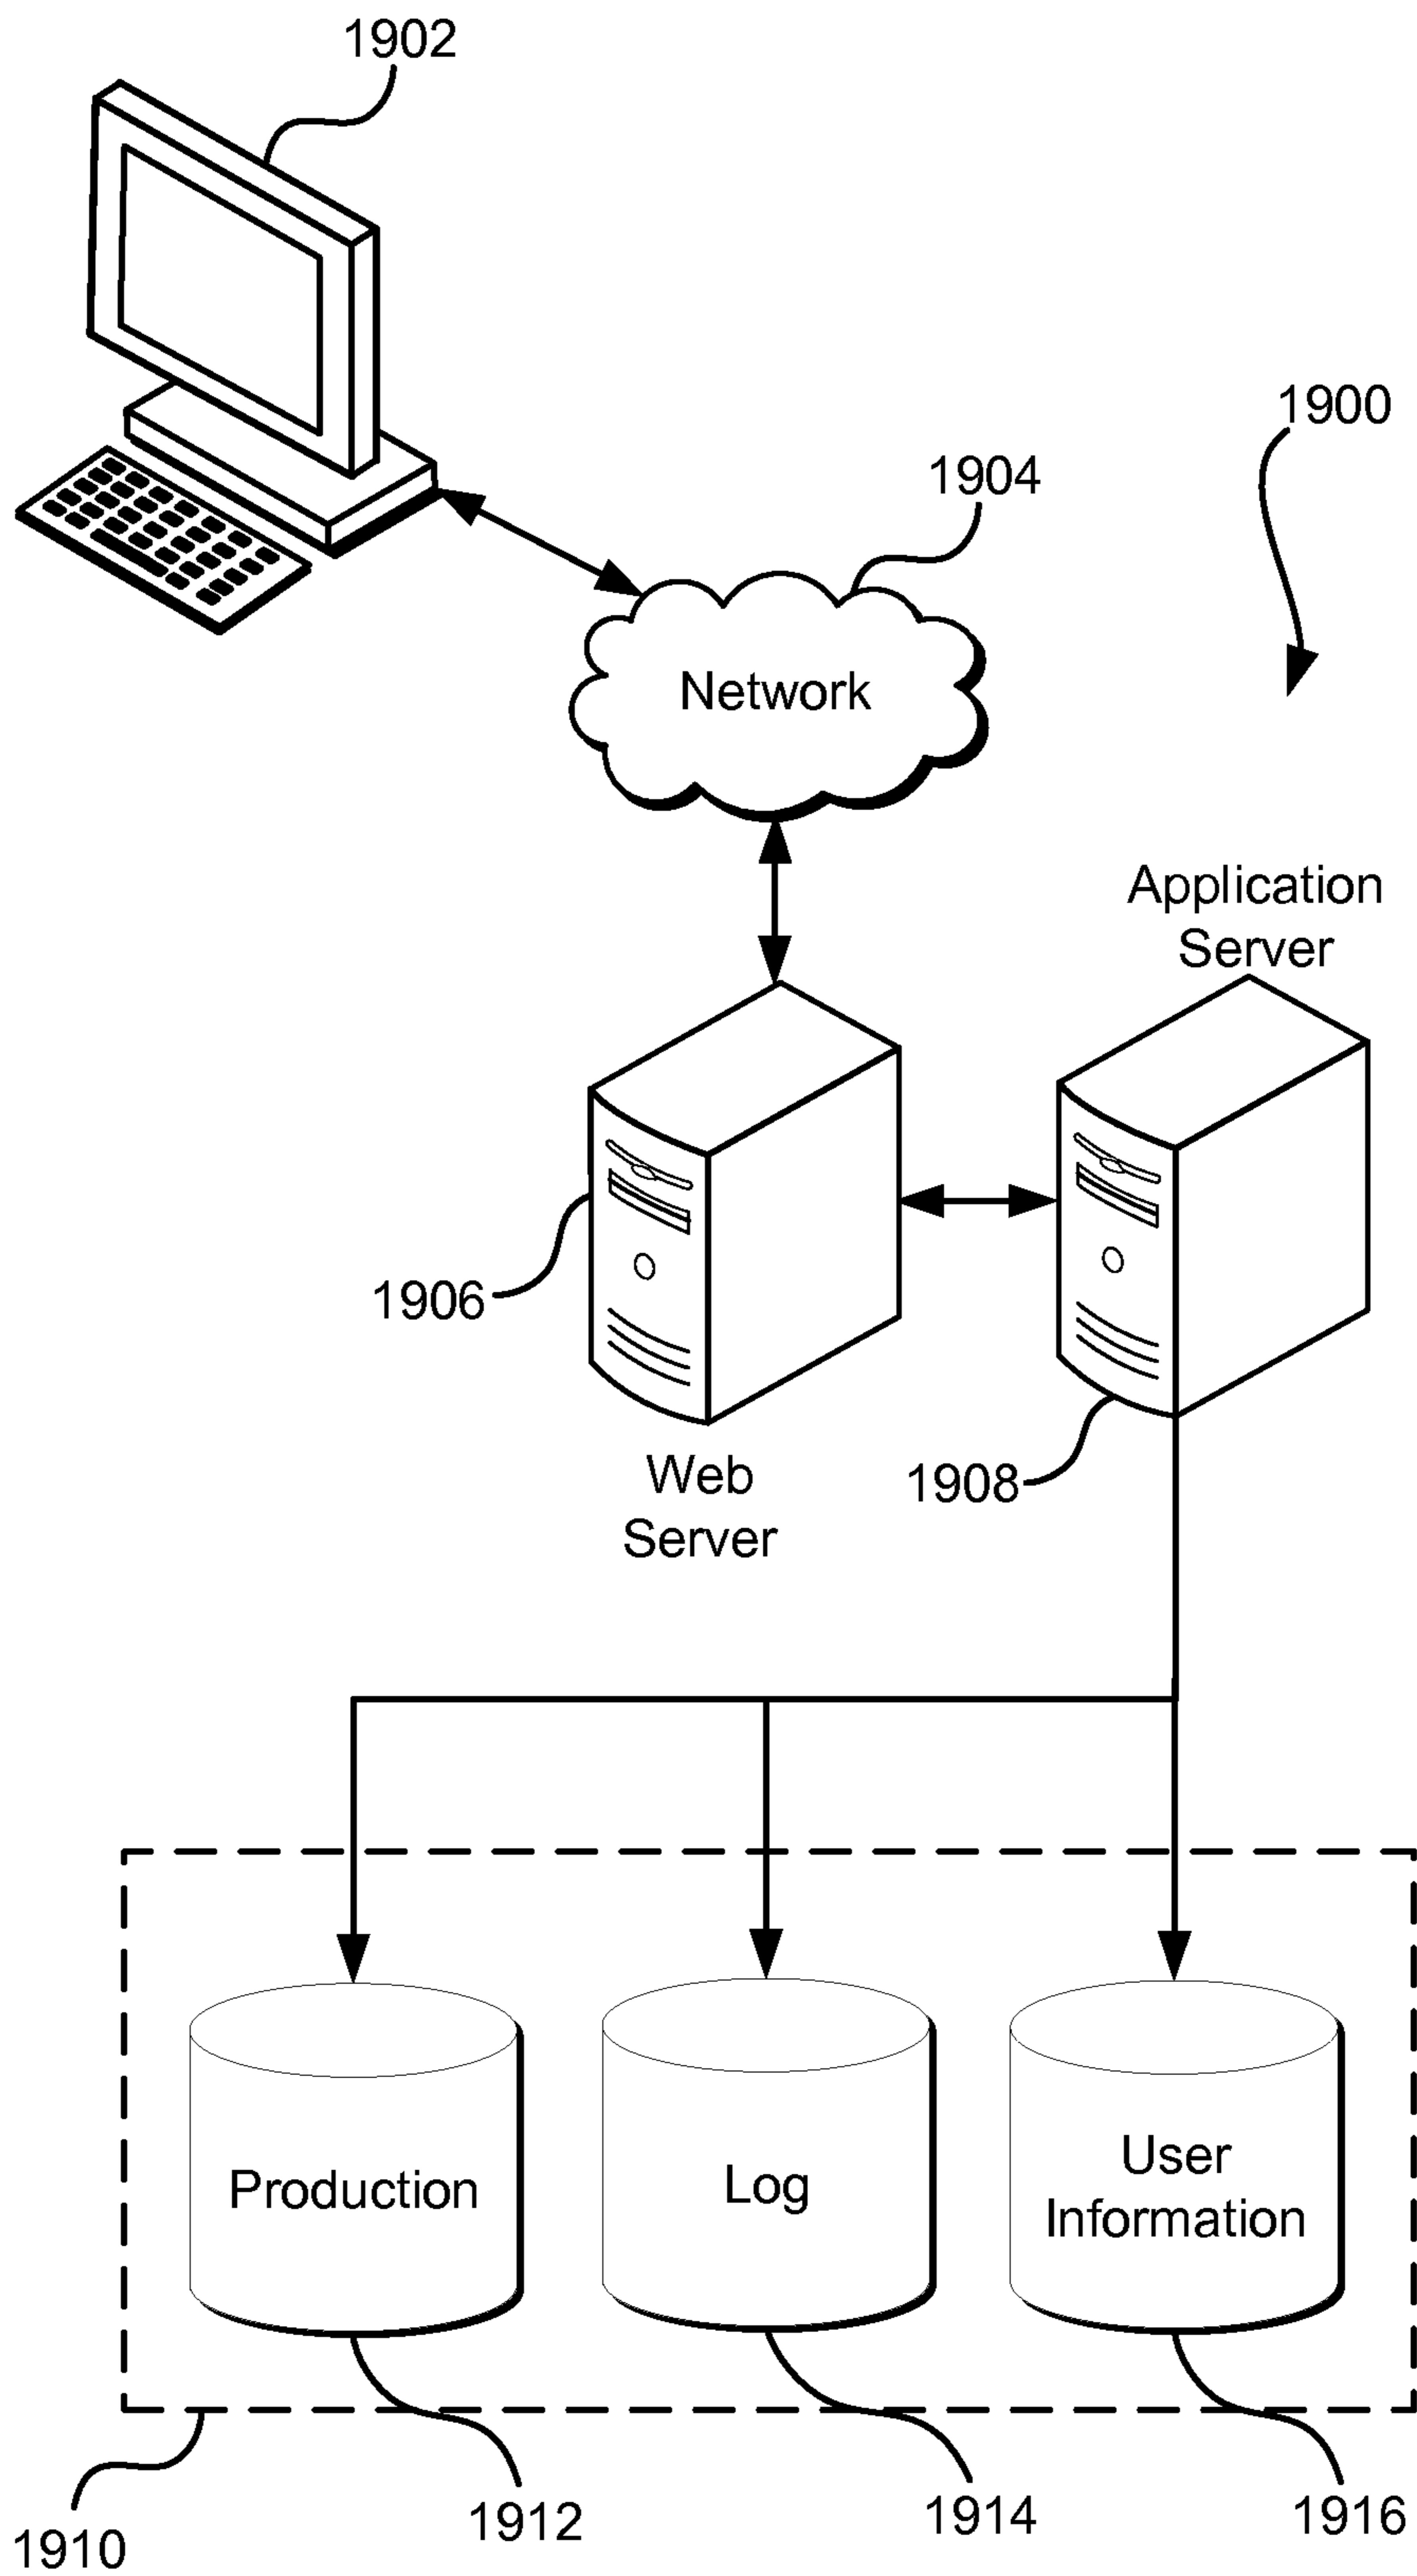 1902
1900
1904
Network
Application
Server
1906
Web
Server
1908
Production
Log
User
Information
1910
1912
1914
1916